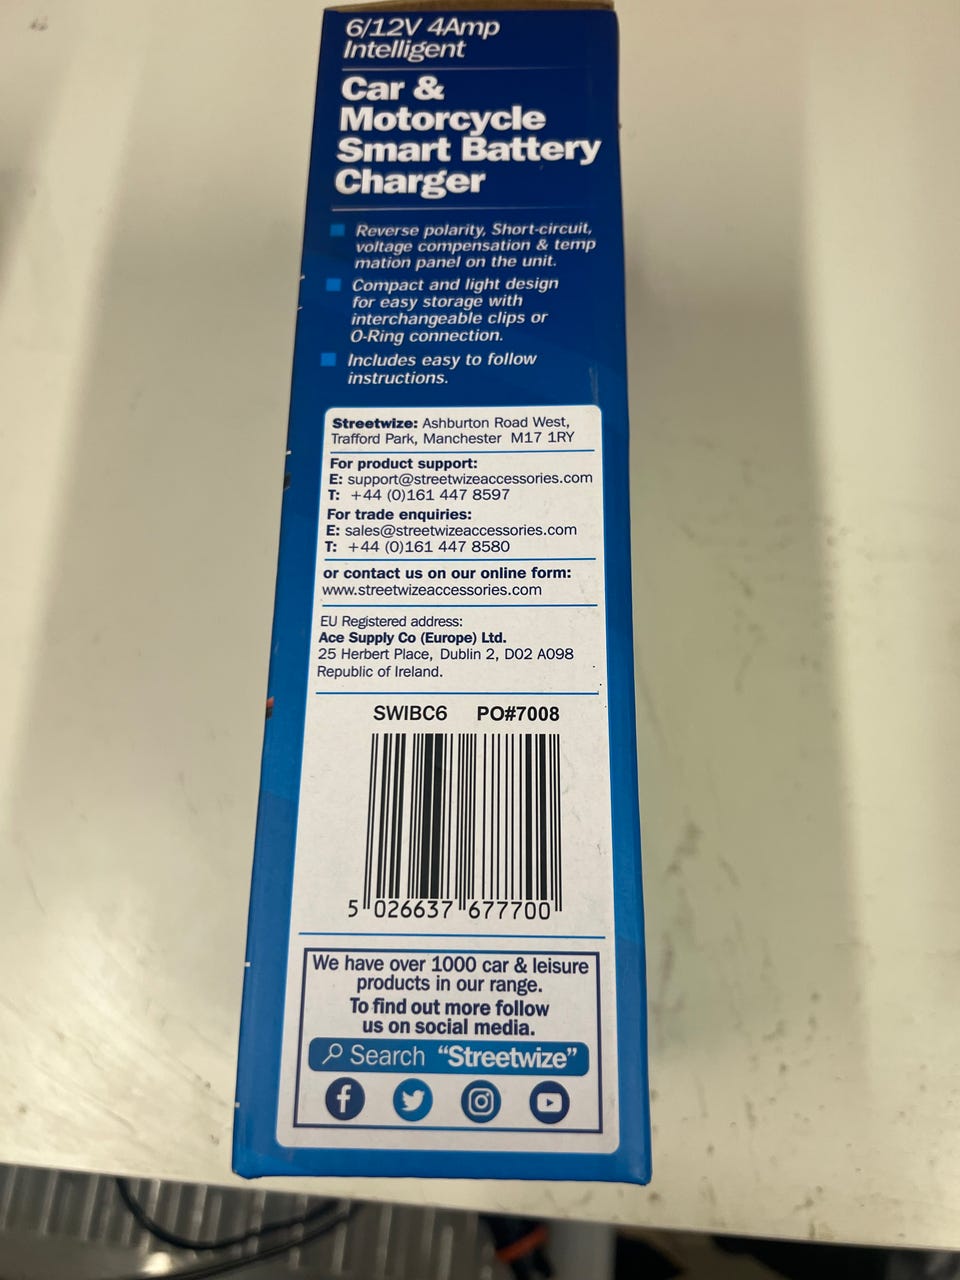 6/12V 4Amp
Intelligent
Car &
Motorcycle
Smart Battery
Charger
Reverse polarity, Short-circuit,
voltage compensation & temp
mation panel on the unit.
Compact and light design
for easy storage with
interchangeable clips or
O-Ring connection.
Includes easy to follow
instructions.
Streetwize: Ashburton Road West,
Trafford Park, Manchester M17 1RY
For product support:
E: support@streetwizeaccessories.com
T: +44 (0)161 447 8597
For trade enquiries:
E: sales@streetwizeaccessories.com
T: +44 (0)161 447 8580
or contact us on our online form:
www.streetwizeaccessories.com
EU Registered address:
Ace Supply Co (Europe) Ltd.
25 Herbert Place, Dublin 2, D02 A098
Republic of Ireland.
SWIBC6 PO#7008
5 026637 677700
We have over 1000 car & leisure
products in our range.
To find out more follow
us on social media.
Search "Streetwize"